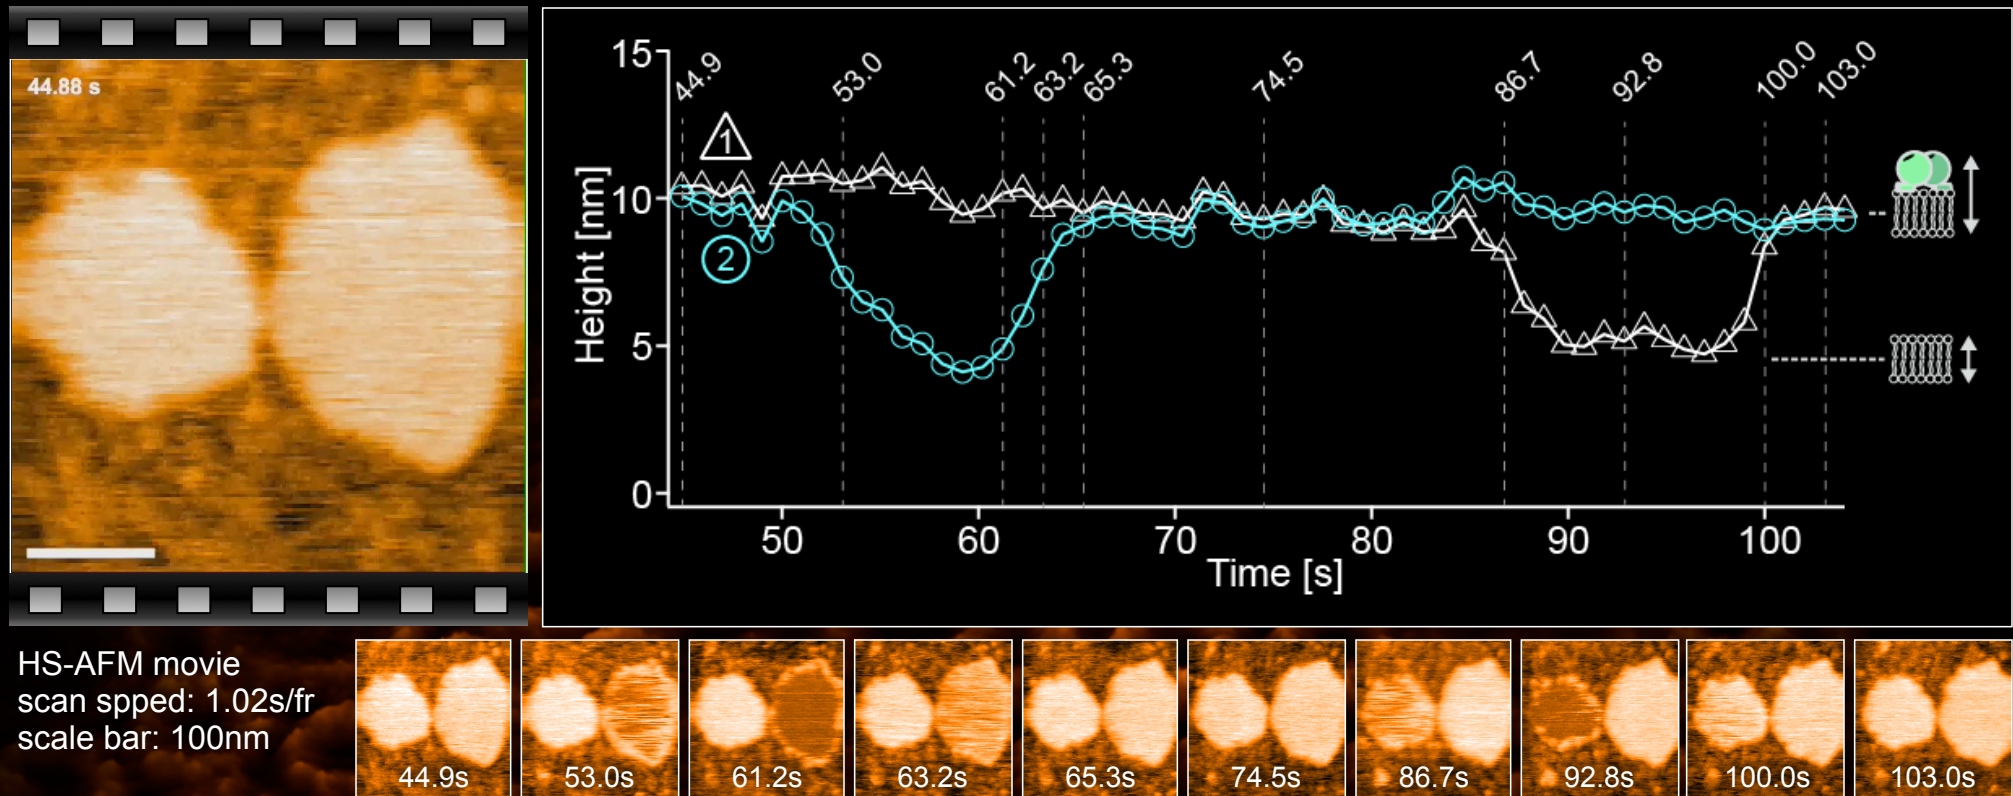 44.88 s
15
10
5
0
Height [nm]
44.9
53.0
61.2
63.2
65.3
74.5
86.7
92.8
100.0
103.0
1
2
50
60
70
80
90
100
Time [s]
HS-AFM movie
scan spped: 1.02s/fr
scale bar: 100nm
44.9s
53.0s
61.2s
63.2s
65.3s
74.5s
86.7s
92.8s
100.0s
103.0s